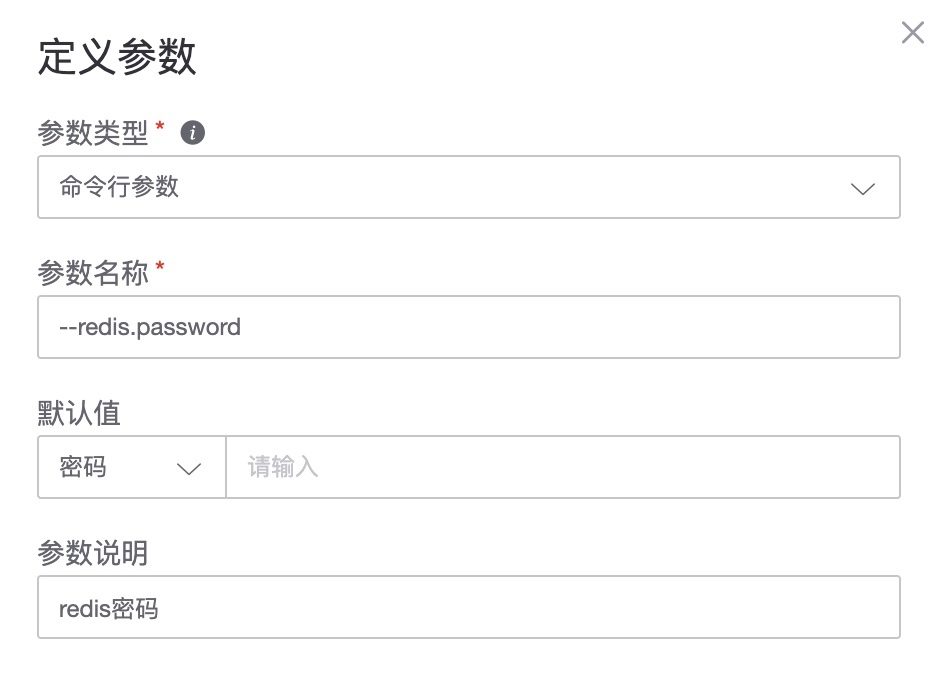 定义参数
参数类型 *
命令行参数
参数名称 *
--redis.password
默认值
密码 请输入
参数说明
redis密码